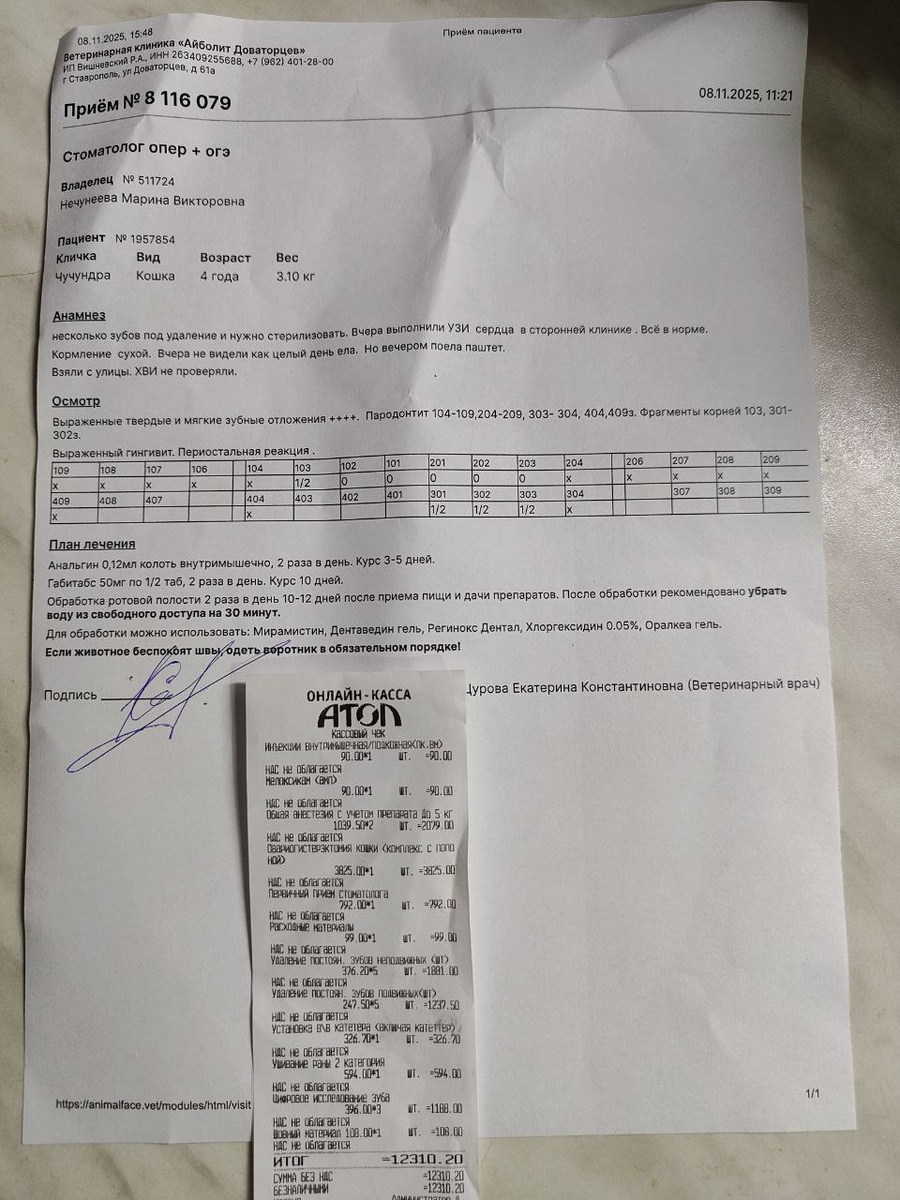 08.11.2025, 15:48
Приём пациента
Ветеринарная клиника «Айболит Доваторцев»
ИП Вишневский Р.А., ИНН 263409255688, +7 (962) 401-28-00
г Ставрополь, ул Доваторцев, д 61а
Приём № 8 116 079
08.11.2025, 11:21
Стоматолог опер + огэ
Владелец № 511724
Нечунеева Марина Викторовна
Пациент № 1957854
Кличка Вид Возраст Вес
Чучундра Кошка 4 года 3.10 кг
Анамнез
несколько зубов под удаление и нужно стерилизовать. Вчера выполнили УЗИ сердца в сторонней клинике . Всё в норме.
Кормление сухой. Вчера не видели как целый день ела. Но вечером поела паштет.
Взяли с улицы. ХВИ не проверяли.
Осмотр
Выраженные твердые и мягкие зубные отложения ++++. Пародонтит 104-109,204-209, 303- 304, 404,409з. Фрагменты корней 103, 301-
302з.
Выраженный гингивит. Периостальная реакция .
109 108 107 106 104 103 102 101 201 202 203 204 206 207 208 209
x x x x x 1/2 0 0 0 0 0 x x x x x
409 408 407 404 403 402 401 301 302 303 304 307 308 309
x x 1/2 1/2 1/2 x
План лечения
Анальгин 0,12мл колоть внутримышечно, 2 раза в день. Курс 3-5 дней.
Габитабс 50мг по 1/2 таб, 2 раза в день. Курс 10 дней.
Обработка ротовой полости 2 раза в день 10-12 дней после приема пищи и дачи препаратов. После обработки рекомендовано убрать
воду из свободного доступа на 30 минут.
Для обработки можно использовать: Мирамистин, Дентаведин гель, Регинокс Дентал, Хлоргексидин 0.05%, Оралкеа гель.
Если животное беспокоят швы, одеть воротник в обязательном порядке!
Подпись
Цурова Екатерина Константиновна (Ветеринарный врач)
ОНЛАЙН-КАССА
АТОЛ
Кассовый чек
Инъекции внутримышечная/подкожная(пк.вм)
90.00*1 шт. =90.00
НДС не облагается
Мелоксикам (амп)
90.00*1 шт. =90.00
НДС не облагается
Общая анестезия с учетом препарата до 5 кг
1039.50*2 шт. =2079.00
НДС не облагается
Овариогистерэктомия кошки (комплекс с попо
ной)
3825.00*1 шт. =3825.00
НДС не облагается
Первичный прием стоматолога
792.00*1 шт. =792.00
НДС не облагается
Расходные материалы
99.00*1 шт. =99.00
НДС не облагается
Удаление постоян. зубов неподвижных (шт)
376.20*5 шт. =1881.00
НДС не облагается
Удаление постоян. зубов подвижных(шт)
247.50*5 шт. =1237.50
НДС не облагается
Установка в\в катетера (включая катетер)
326.70*1 шт. =326.70
НДС не облагается
Ушивание раны 2 категория
594.00*1 шт. =594.00
НДС не облагается
Цифровое исследование зуба
396.00*3 шт. =1188.00
НДС не облагается
Шовный материал 108.00*1 шт. =108.00
НДС не облагается
ИТОГ =12310.20
СУММА БЕЗ НДС =12310.20
БЕЗНАЛИЧНЫМИ =12310.20
https://animalface.vet/modules/html/visit
1/1